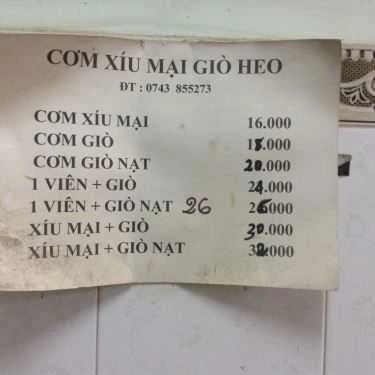 CƠM XÍU MẠI GIÒ HEO
ĐT : 0743 855273
CƠM XÍU MẠI 16.000
CƠM GIÒ 18.000
CƠM GIÒ NẠT 20.000
1 VIÊN + GIÒ 24.000
1 VIÊN + GIÒ NẠT 26 26.000
XÍU MẠI + GIÒ 30.000
XÍU MẠI + GIÒ NẠT 32.000